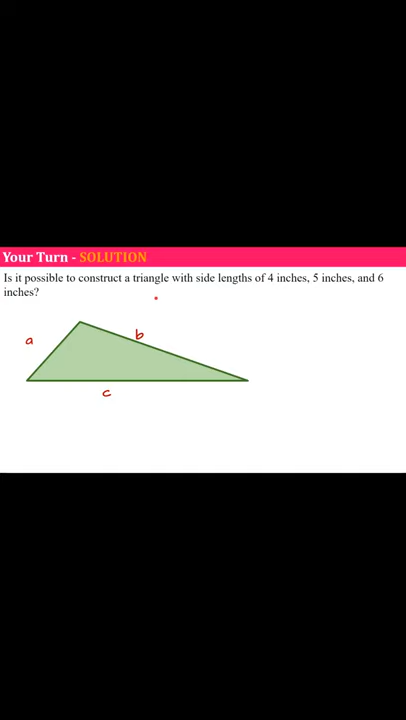 Your Turn - SOLUTION
Is it possible to construct a triangle with side lengths of 4 inches, 5 inches, and 6
inches?
a
b
c